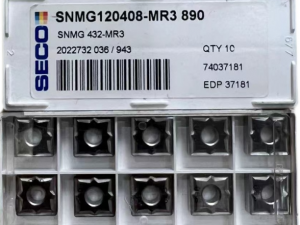 SECO
SNMG120408-MR3 890
SNMG 432-MR3
2022732 036 / 943
QTY 10
74037181
EDP 37181